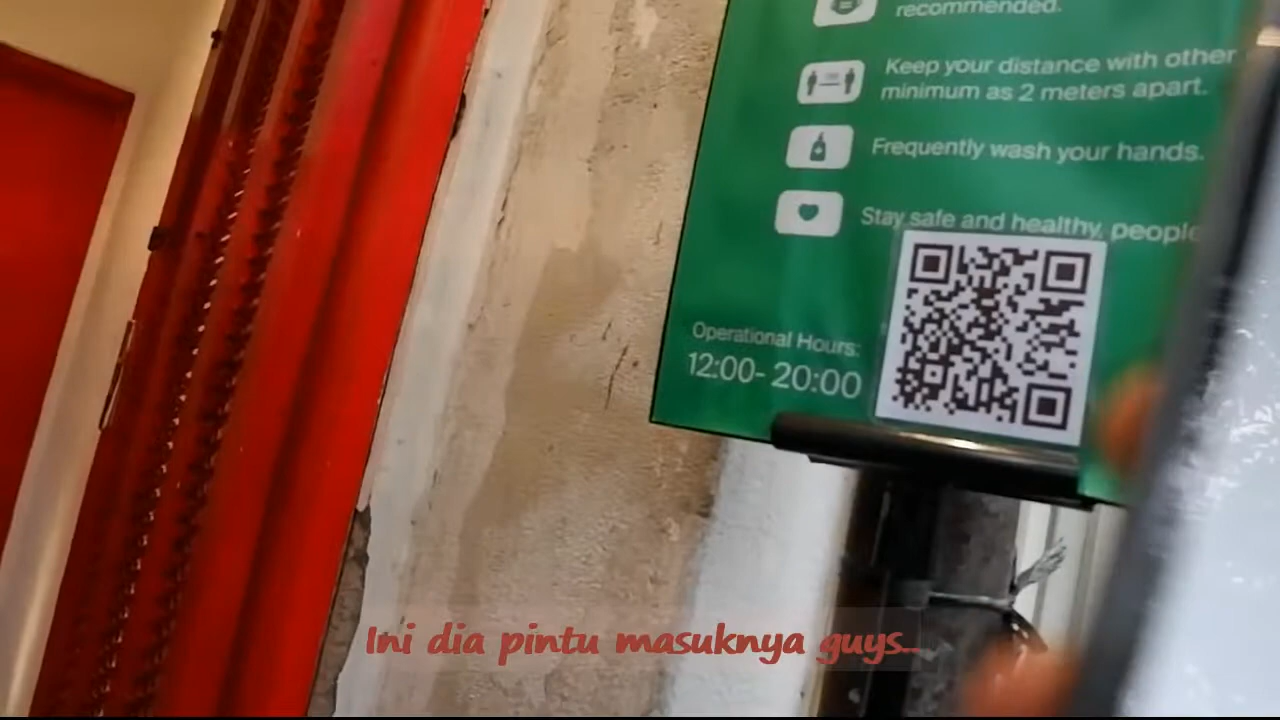 recommended.
Keep your distance with other
minimum as 2 meters apart.
Frequently wash your hands.
Stay safe and healthy, people
Operational Hours:
12:00- 20:00
Ini dia pintu masuknya guys..